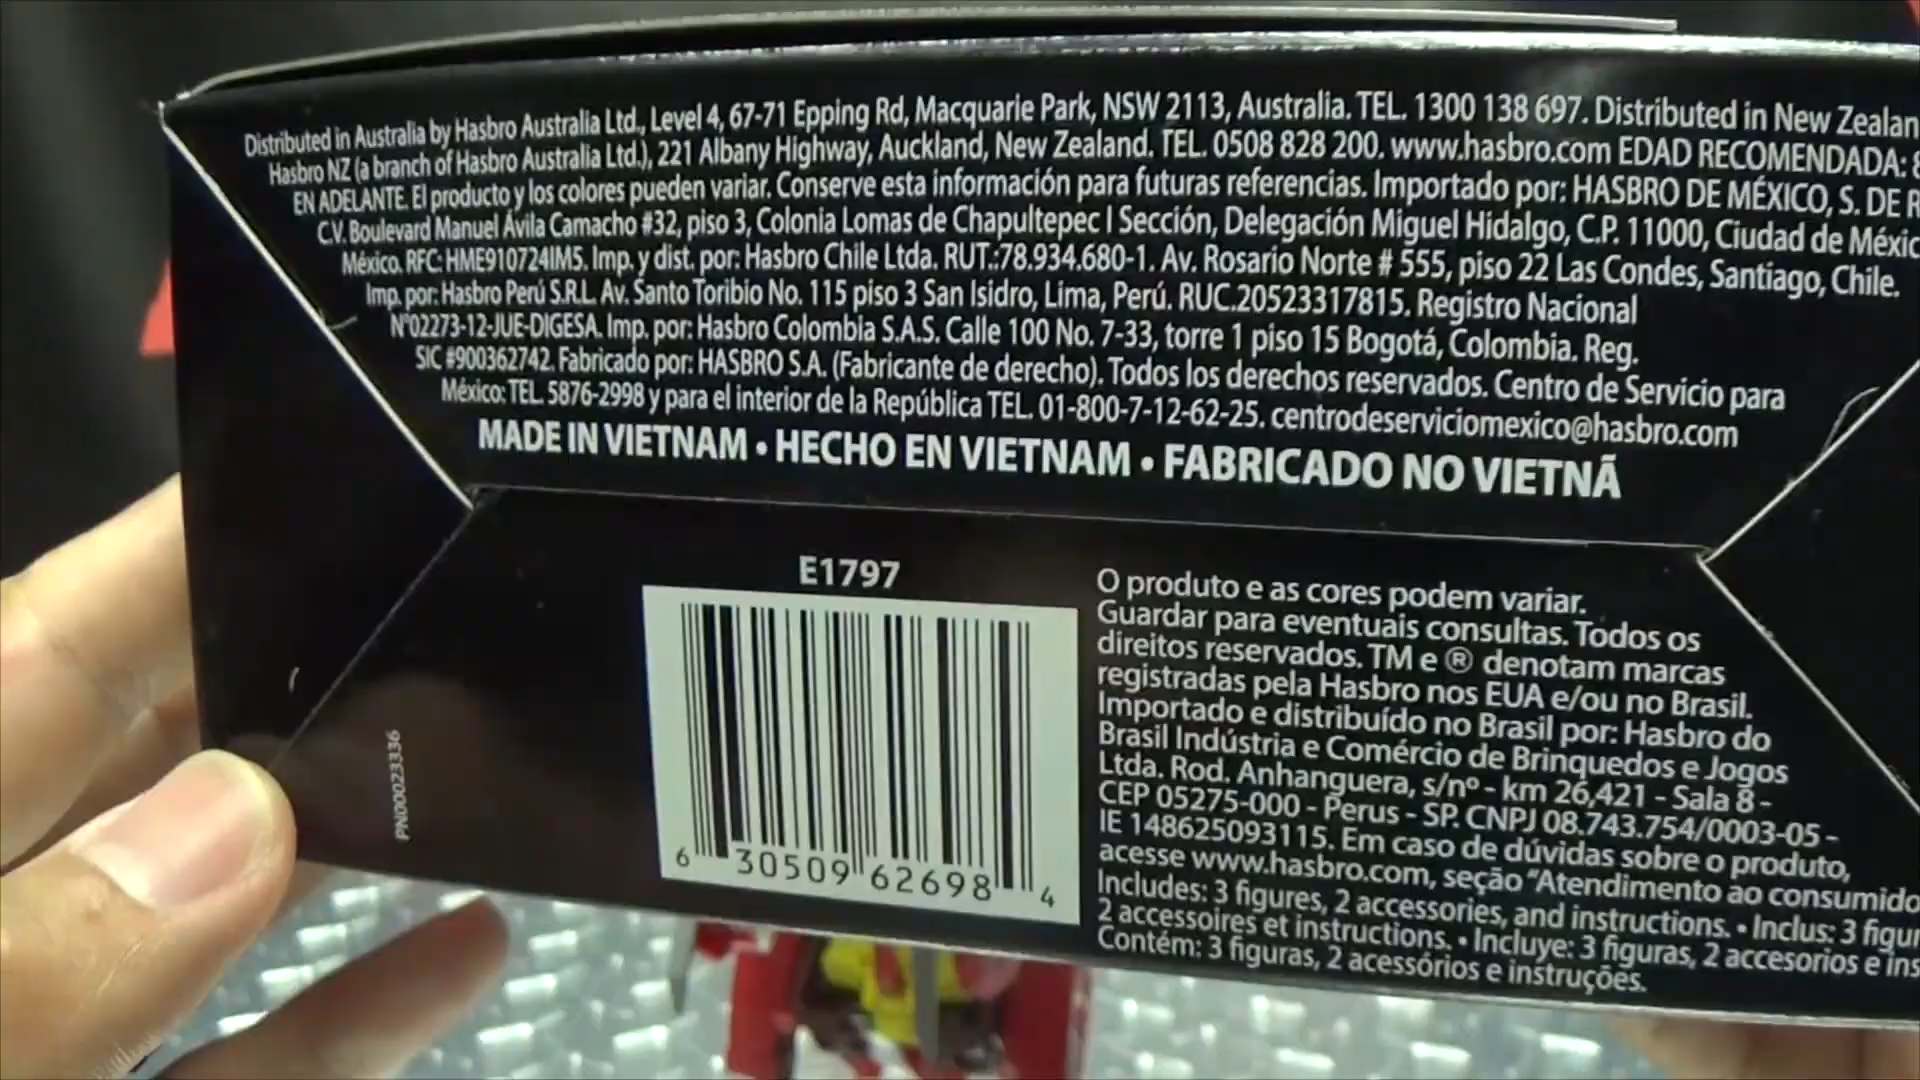 Distributed in Australia by Hasbro Australia Ltd., Level 4, 67-71 Epping Rd, Macquarie Park, NSW 2113, Australia. TEL. 1300 138 697. Distributed in New Zealan
Hasbro NZ (a branch of Hasbro Australia Ltd.), 221 Albany Highway, Auckland, New Zealand. TEL. 0508 828 200. www.hasbro.com EDAD RECOMENDADA: 8
EN ADELANTE. El producto y los colores pueden variar. Conserve esta información para futuras referencias. Importado por: HASBRO DE MÉXICO, S. DE R
C.V. Boulevard Manuel Ávila Camacho #32, piso 3, Colonia Lomas de Chapultepec I Sección, Delegación Miguel Hidalgo, C.P. 11000, Ciudad de Méxic
México. RFC: HME910724IM5. Imp. y dist. por: Hasbro Chile Ltda. RUT.:78.934.680-1. Av. Rosario Norte # 555, piso 22 Las Condes, Santiago, Chile.
Imp. por: Hasbro Perú S.R.L. Av. Santo Toribio No. 115 piso 3 San Isidro, Lima, Perú. RUC.20523317815. Registro Nacional
N°02273-12-JUE-DIGESA. Imp. por: Hasbro Colombia S.A.S. Calle 100 No. 7-33, torre 1 piso 15 Bogotá, Colombia. Reg.
SIC #900362742. Fabricado por: HASBRO S.A. (Fabricante de derecho). Todos los derechos reservados. Centro de Servicio para
México: TEL. 5876-2998 y para el interior de la República TEL. 01-800-7-12-62-25. centrodeserviciomexico@hasbro.com
MADE IN VIETNAM • HECHO EN VIETNAM • FABRICADO NO VIETNÃ
E1797
6 30509 62698 4
PN00023336
O produto e as cores podem variar.
Guardar para eventuais consultas. Todos os
direitos reservados. TM e ® denotam marcas
registradas pela Hasbro nos EUA e/ou no Brasil.
Importado e distribuído no Brasil por: Hasbro do
Brasil Indústria e Comércio de Brinquedos e Jogos
Ltda. Rod. Anhanguera, s/nº - km 26,421 - Sala 8 -
CEP 05275-000 - Perus - SP. CNPJ 08.743.754/0003-05 -
IE 148625093115. Em caso de dúvidas sobre o produto,
acesse www.hasbro.com, seção "Atendimento ao consumido
Includes: 3 figures, 2 accessories, and instructions. • Inclus: 3 figur
2 accessoires et instructions. • Incluye: 3 figuras, 2 accesorios e ins
Contém: 3 figuras, 2 acessórios e instruções.